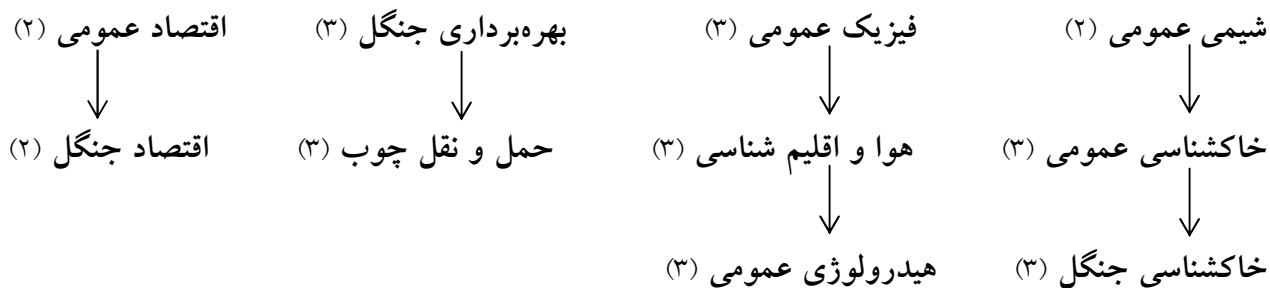 شیمی عمومی (۲) فیزیک عمومی (۳) بهره‌برداری جنگل (۳) اقتصاد عمومی (۲)
خاکشناسی عمومی (۳) هوا و اقلیم شناسی (۳) حمل و نقل چوب (۳) اقتصاد جنگل (۲)
خاکشناسی جنگل (۳) هیدرولوژی عمومی (۳)